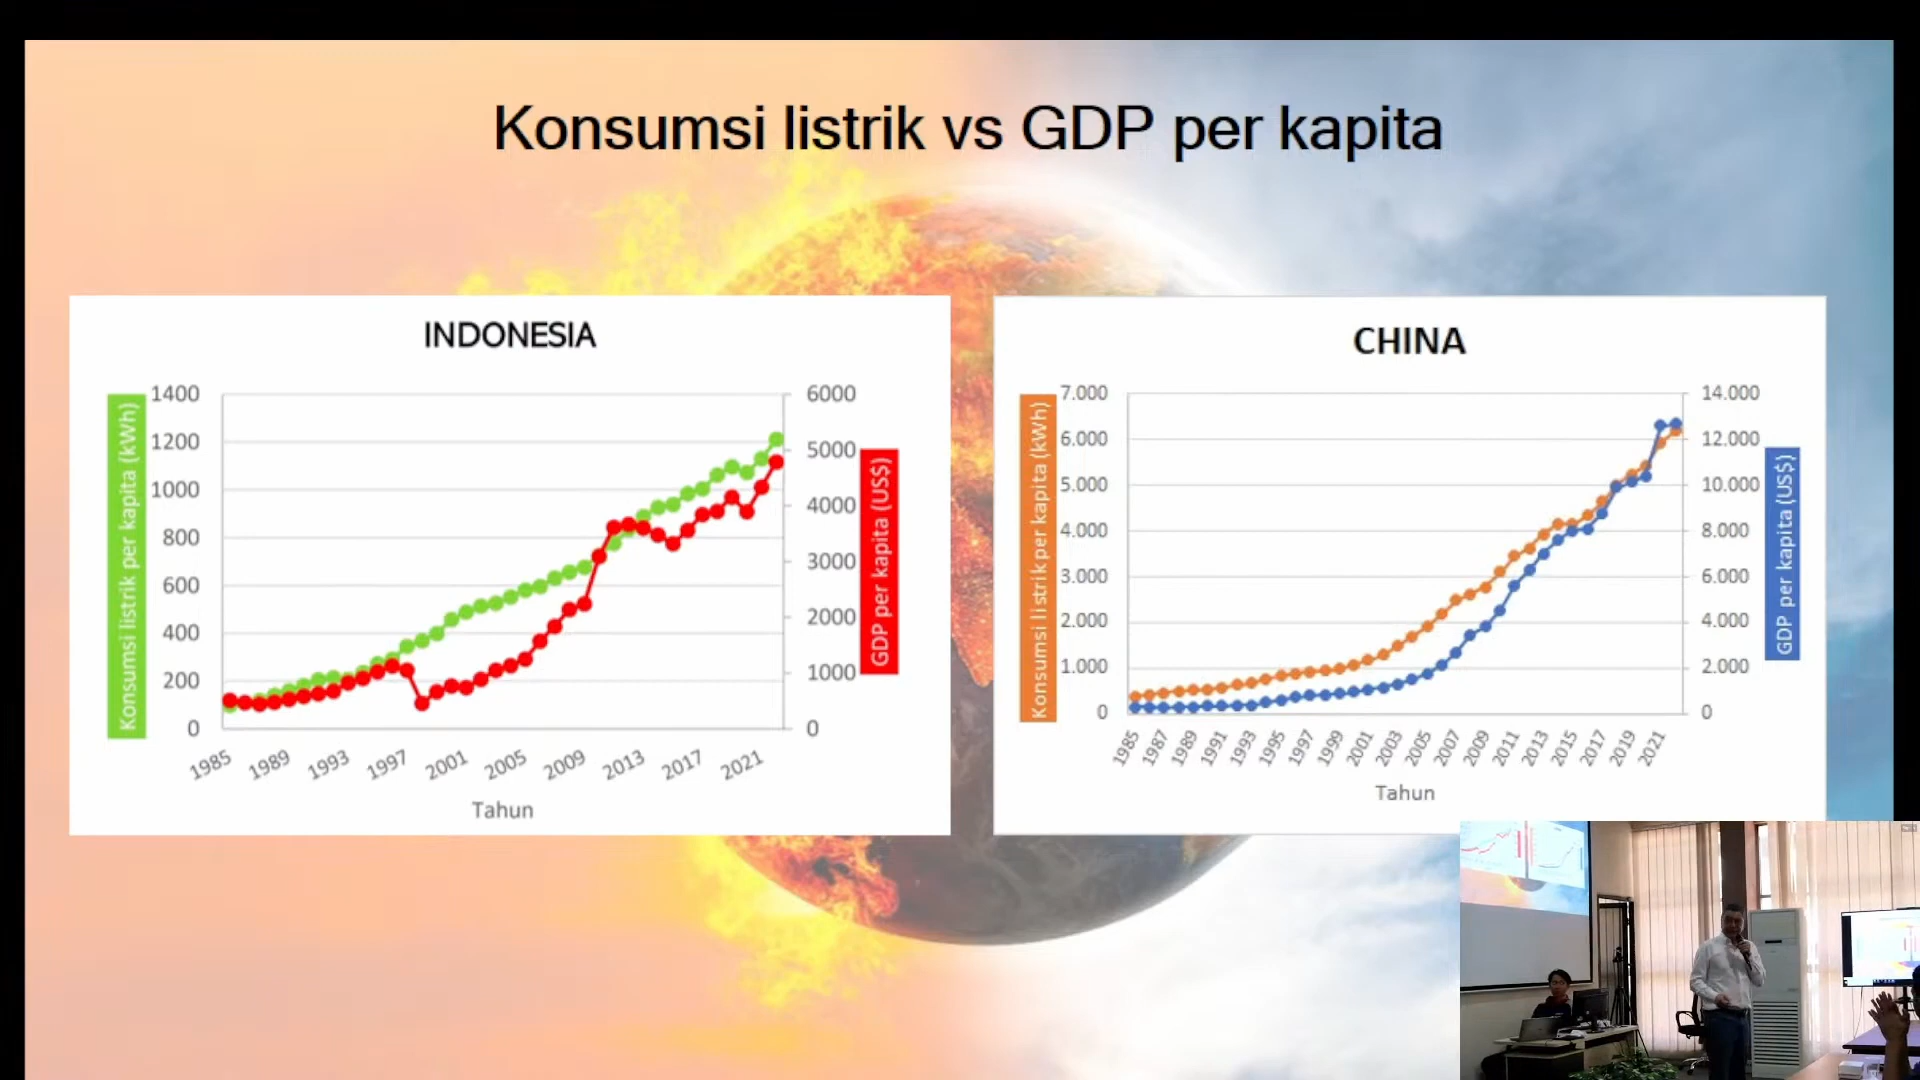 Konsumsi listrik vs GDP per kapita
INDONESIA
Konsumsi listrik per kapita (kWh)
1400
1200
1000
800
600
400
200
0
6000
5000
4000
3000
2000
1000
0
GDP per kapita (US$)
1985 1989 1993 1997 2001 2005 2009 2013 2017 2021
Tahun
CHINA
Konsumsi listrik per kapita (kWh)
7.000
6.000
5.000
4.000
3.000
2.000
1.000
0
14.000
12.000
10.000
8.000
6.000
4.000
2.000
0
GDP per kapita (US$)
1985 1987 1989 1991 1993 1995 1997 1999 2001 2003 2005 2007 2009 2011 2013 2015 2017 2019 2021
Tahun